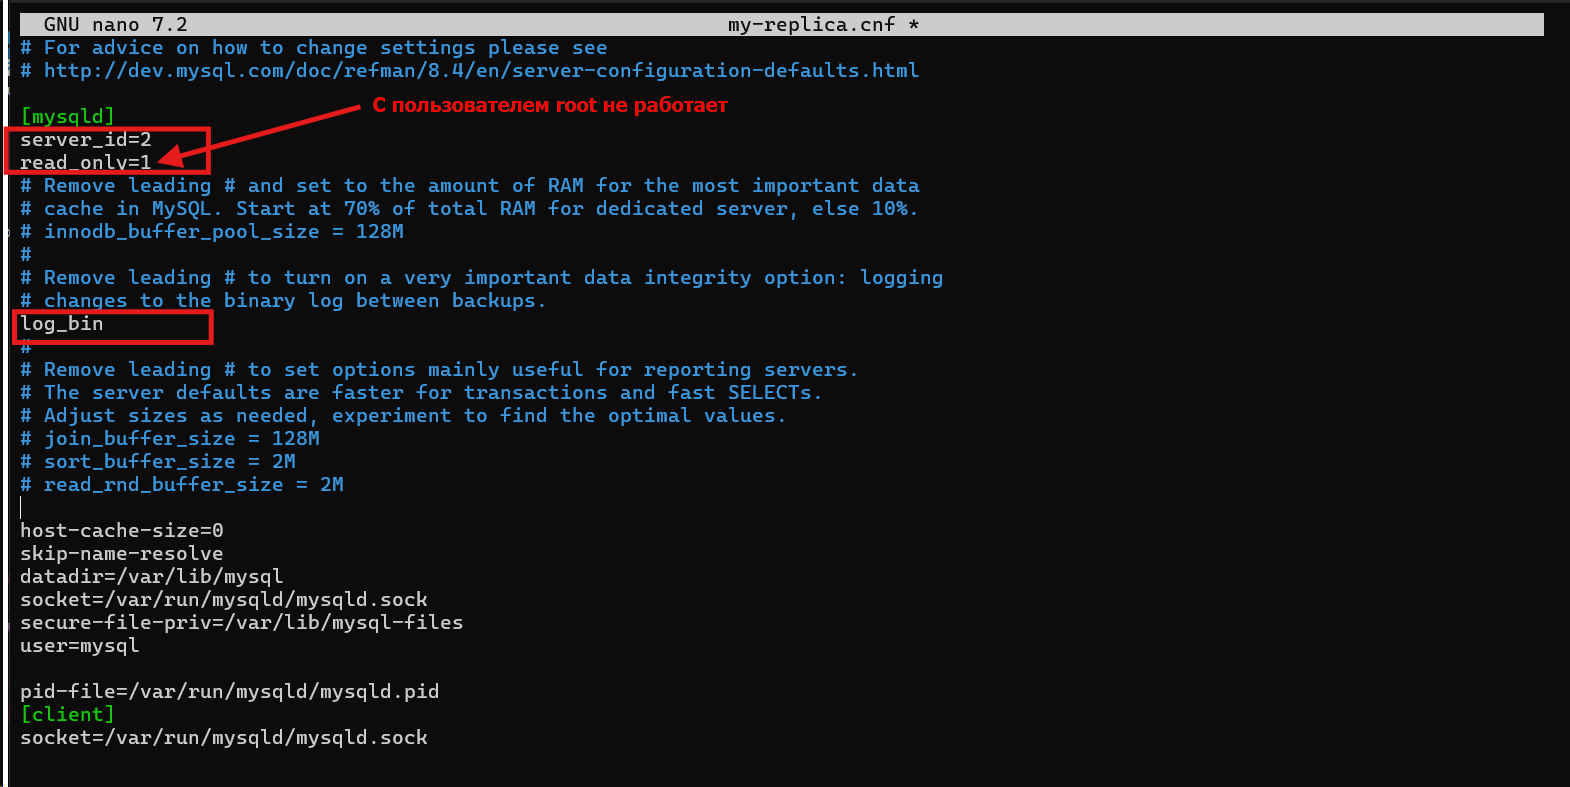 GNU nano 7.2 my-replica.cnf *
# For advice on how to change settings please see
# http://dev.mysql.com/doc/refman/8.4/en/server-configuration-defaults.html
С пользователем root не работает
[mysqld]
server_id=2
read_only=1
# Remove leading # and set to the amount of RAM for the most important data
# cache in MySQL. Start at 70% of total RAM for dedicated server, else 10%.
# innodb_buffer_pool_size = 128M
#
# Remove leading # to turn on a very important data integrity option: logging
# changes to the binary log between backups.
log_bin
#
# Remove leading # to set options mainly useful for reporting servers.
# The server defaults are faster for transactions and fast SELECTs.
# Adjust sizes as needed, experiment to find the optimal values.
# join_buffer_size = 128M
# sort_buffer_size = 2M
# read_rnd_buffer_size = 2M
host-cache-size=0
skip-name-resolve
datadir=/var/lib/mysql
socket=/var/run/mysqld/mysqld.sock
secure-file-priv=/var/lib/mysql-files
user=mysql
pid-file=/var/run/mysqld/mysqld.pid
[client]
socket=/var/run/mysqld/mysqld.sock